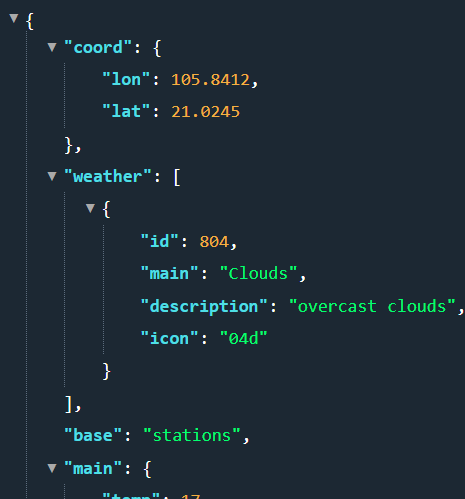 {
"coord": {
"lon": 105.8412,
"lat": 21.0245
},
"weather": [
{
"id": 804,
"main": "Clouds",
"description": "overcast clouds",
"icon": "04d"
}
],
"base": "stations",
"main": {
"temp": 17